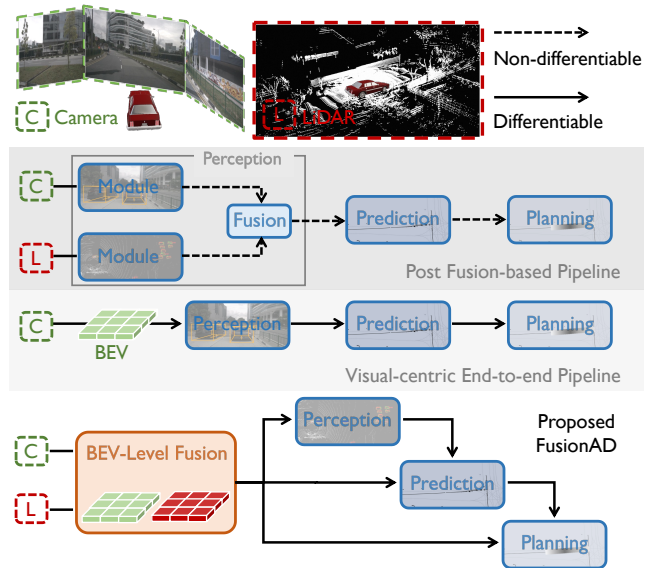 Non-differentiable
C Camera
L LiDAR
Differentiable
Perception
C
Module
Fusion
Prediction
Planning
L
Module
Post Fusion-based Pipeline
C
Perception
Prediction
Planning
BEV
Visual-centric End-to-end Pipeline
Perception
Proposed
FusionAD
C
BEV-Level Fusion
Prediction
L
Planning